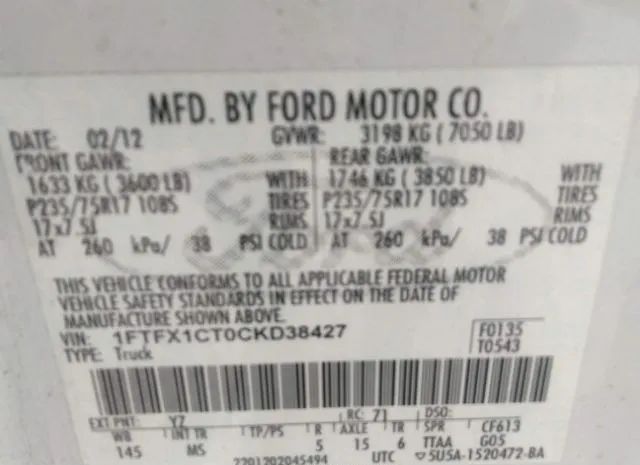 MFD. BY FORD MOTOR CO.
DATE: 02/12 GVWR: 3198 KG ( 7050 LB)
FRONT GAWR: REAR GAWR:
1633 KG ( 3600 LB) WITH 1746 KG ( 3850 LB) WITH
P235/75R17 108S TIRES P235/75R17 108S TIRES
17x7.5J RIMS 17x7.5J RIMS
AT 260 kPa/ 38 PSI COLD AT 260 kPa/ 38 PSI COLD
THIS VEHICLE CONFORMS TO ALL APPLICABLE FEDERAL MOTOR
VEHICLE SAFETY STANDARDS IN EFFECT ON THE DATE OF
MANUFACTURE SHOWN ABOVE.
VIN: 1FTFX1CT0CKD38427 F0135
TYPE: Truck T0543
EXT PNT: YZ RC: 71 DSO:
WB INT TR TP/PS R AXLE TR SPR CF613
145 MS 5 15 6 TTAA G05
2201202045494 UTC 5U5A-1520472-BA